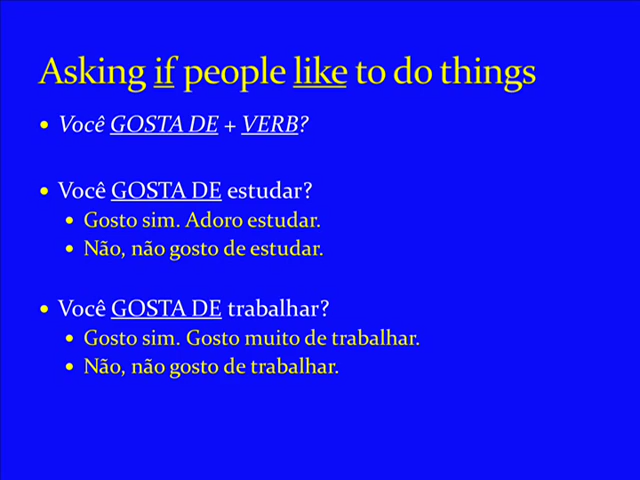 Asking if people like to do things
• Você GOSTA DE + VERB?
• Você GOSTA DE estudar?
• Gosto sim. Adoro estudar.
• Não, não gosto de estudar.
• Você GOSTA DE trabalhar?
• Gosto sim. Gosto muito de trabalhar.
• Não, não gosto de trabalhar.